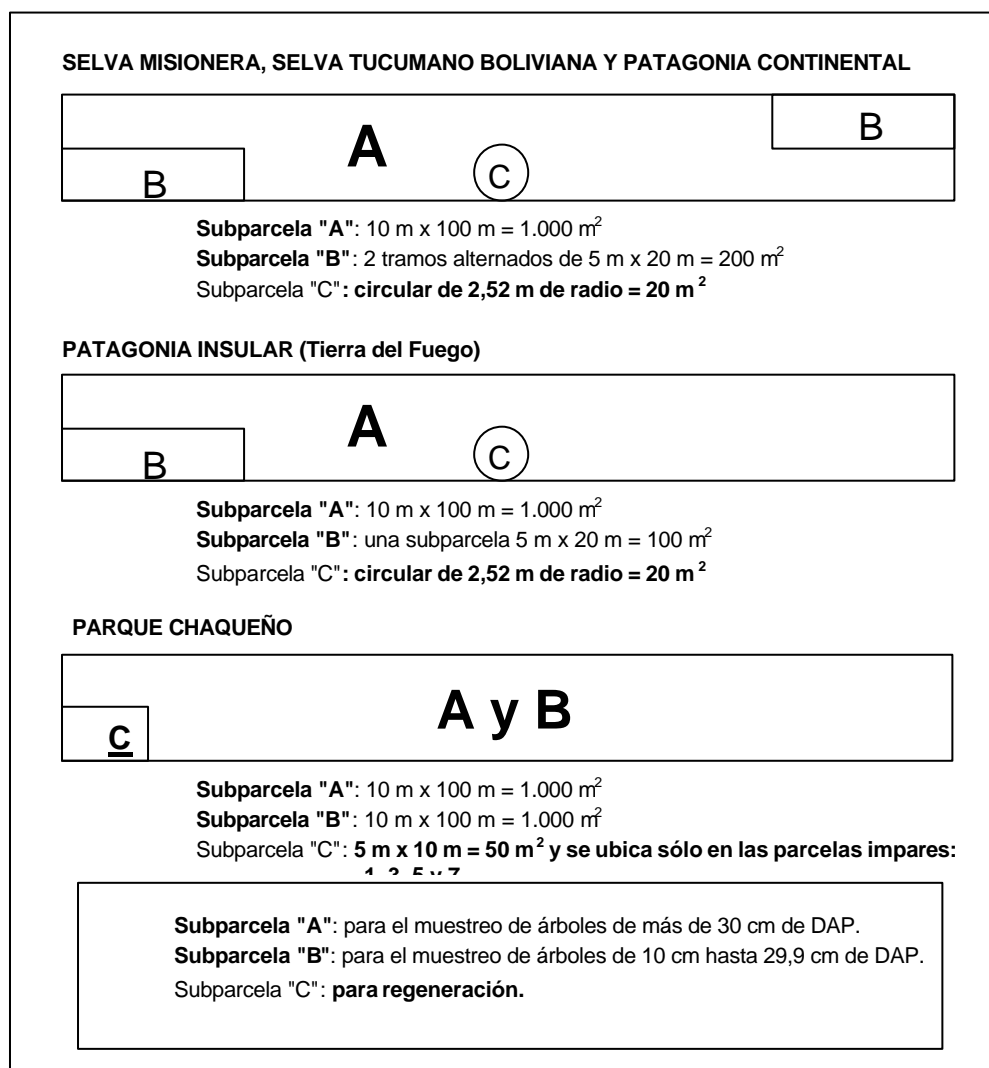 SELVA MISIONERA, SELVA TUCUMANO BOLIVIANA Y PATAGONIA CONTINENTAL
A
B
B
C
Subparcela "A": 10 m x 100 m = 1.000 m²
Subparcela "B": 2 tramos alternados de 5 m x 20 m = 200 m²
Subparcela "C": circular de 2,52 m de radio = 20 m²
PATAGONIA INSULAR (Tierra del Fuego)
A
B
C
Subparcela "A": 10 m x 100 m = 1.000 m²
Subparcela "B": una subparcela 5 m x 20 m = 100 m²
Subparcela "C": circular de 2,52 m de radio = 20 m²
PARQUE CHAQUEÑO
A y B
C
Subparcela "A": 10 m x 100 m = 1.000 m²
Subparcela "B": 10 m x 100 m = 1.000 m²
Subparcela "C": 5 m x 10 m = 50 m² y se ubica sólo en las parcelas impares:
Subparcela "A": para el muestreo de árboles de más de 30 cm de DAP.
Subparcela "B": para el muestreo de árboles de 10 cm hasta 29,9 cm de DAP.
Subparcela "C": para regeneración.